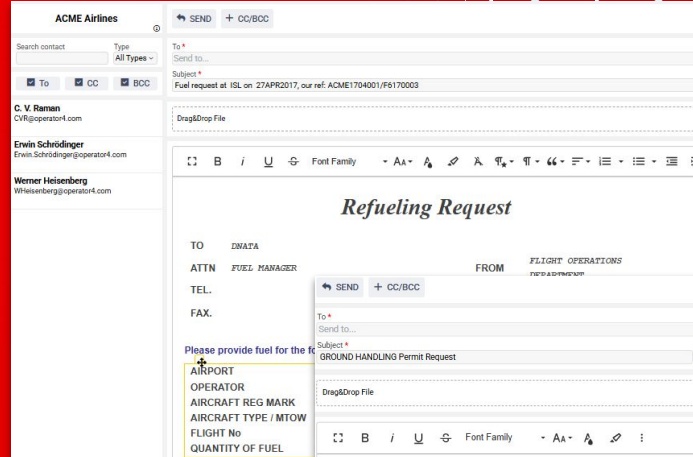 ACME Airlines
Search contact
Type
All Types
To
CC
BCC
C. V. Raman
CVR@operator4.com
Erwin Schrödinger
Erwin.Schrödinger@operator4.com
Werner Heisenberg
WHeisenberg@operator4.com
SEND + CC/BCC
To *
Send to...
Subject *
Fuel request at ISL on 27APR2017, our ref: ACME1704001/F6170003
Drag&Drop File
B i U S Font Family AA A
Refueling Request
TO DNATA
ATTN FUEL MANAGER FROM FLIGHT OPERATIONS
DEPARTMENT
TEL.
FAX.
Please provide fuel for the fo
AIRPORT
OPERATOR
AIRCRAFT REG MARK
AIRCRAFT TYPE / MTOW
FLIGHT No
QUANTITY OF FUEL
SEND + CC/BCC
To *
Send to...
Subject *
GROUND HANDLING Permit Request
Drag&Drop File
B i U S Font Family AA A